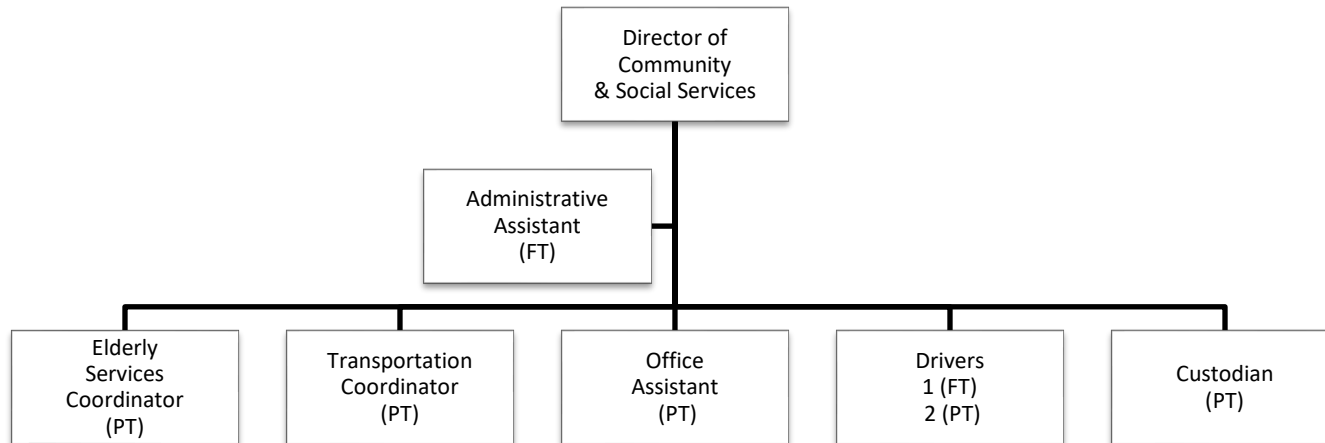 Director of
Community
& Social Services
Administrative
Assistant
(FT)
Elderly
Services
Coordinator
(PT)
Transportation
Coordinator
(PT)
Office
Assistant
(PT)
Drivers
1 (FT)
2 (PT)
Custodian
(PT)